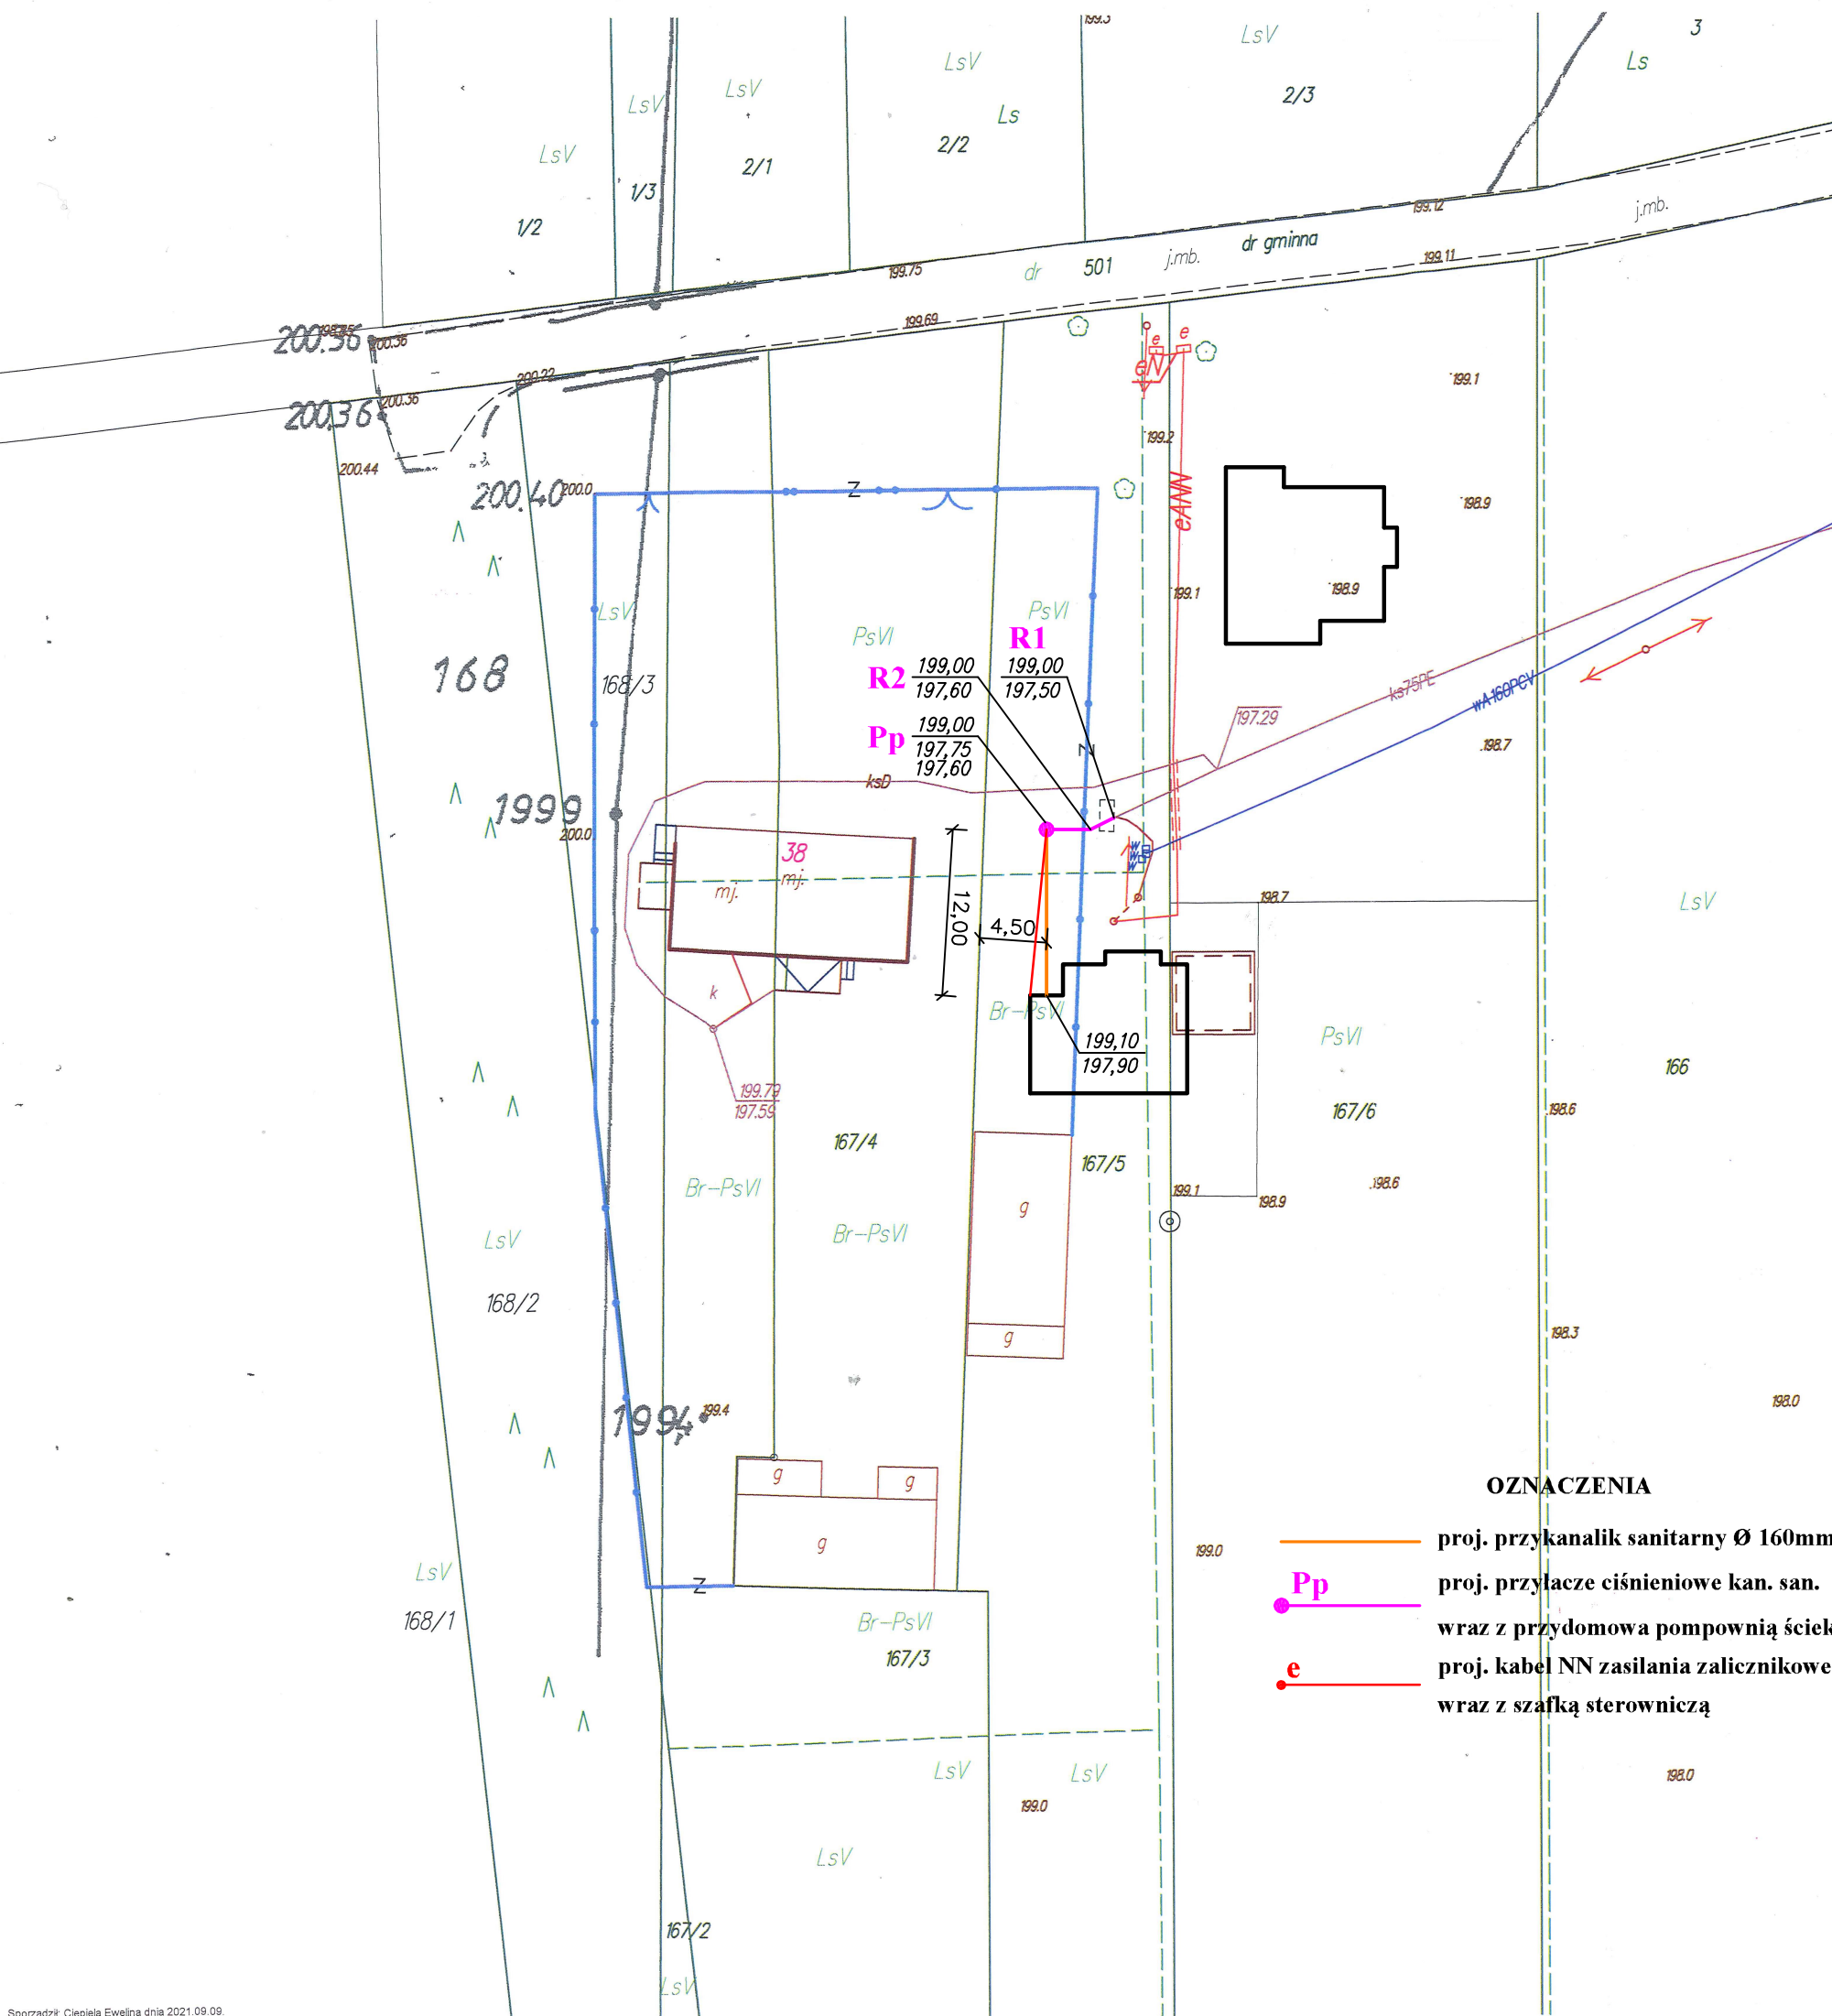 199.3
LsV
3
Ls
LsV
LsV
LsV
2/3
Ls
2/2
LsV
2/1
1/3
1/2
199.12
j.mb.
dr gminna
j.mb.
199.11
501
dr
199.75
199.69
200.36
200.36
200.36
200.36
200.22
200.44
200.40
200.0
e
e
eN
199.1
199.2
eANN
198.9
198.9
199.1
LsV
PsVI
PsVI
R1
R2
199,00
197,60
199,00
197,50
168
168/3
Pp
199,00
197,75
197,60
ks75PE
wA160PCV
197.29
198.7
z
z
ksD
1999
200.0
38
mj.
mj.
12,00
4,50
198.7
LsV
k
Br-PsVI
199,10
197,90
PsVI
166
199.79
197.59
167/6
198.6
167/4
167/5
Br-PsVI
199.1
198.9
198.6
g
Br-PsVI
LsV
168/2
g
198.3
1994
199.4
198.0
g
g
g
OZNACZENIA
proj. przykanalik sanitarny Ø 160mm
199.0
Pp
proj. przyłacze ciśnieniowe kan. san.
wraz z przydomowa pompownią ściek
e
proj. kabel NN zasilania zalicznikowe
wraz z szafką sterowniczą
z
LsV
168/1
Br-PsVI
167/3
LsV
LsV
198.0
199.0
LsV
167/2
LsV
Sporządził: Ciepiela Ewelina dnia 2021.09.09.